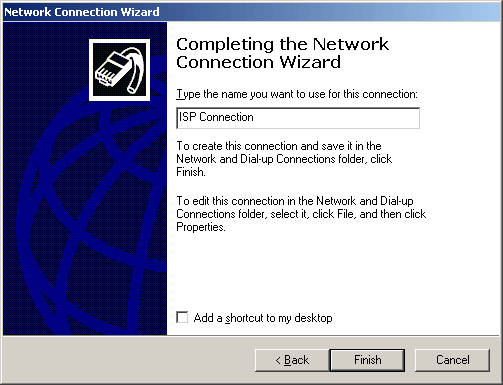 Network Connection Wizard
Completing the Network
Connection Wizard
Type the name you want to use for this connection:
ISP Connection
To create this connection and save it in the
Network and Dial-up Connections folder, click
Finish.
To edit this connection in the Network and Dial-up
Connections folder, select it, click File, and then click
Properties.
Add a shortcut to my desktop
< Back
Finish
Cancel